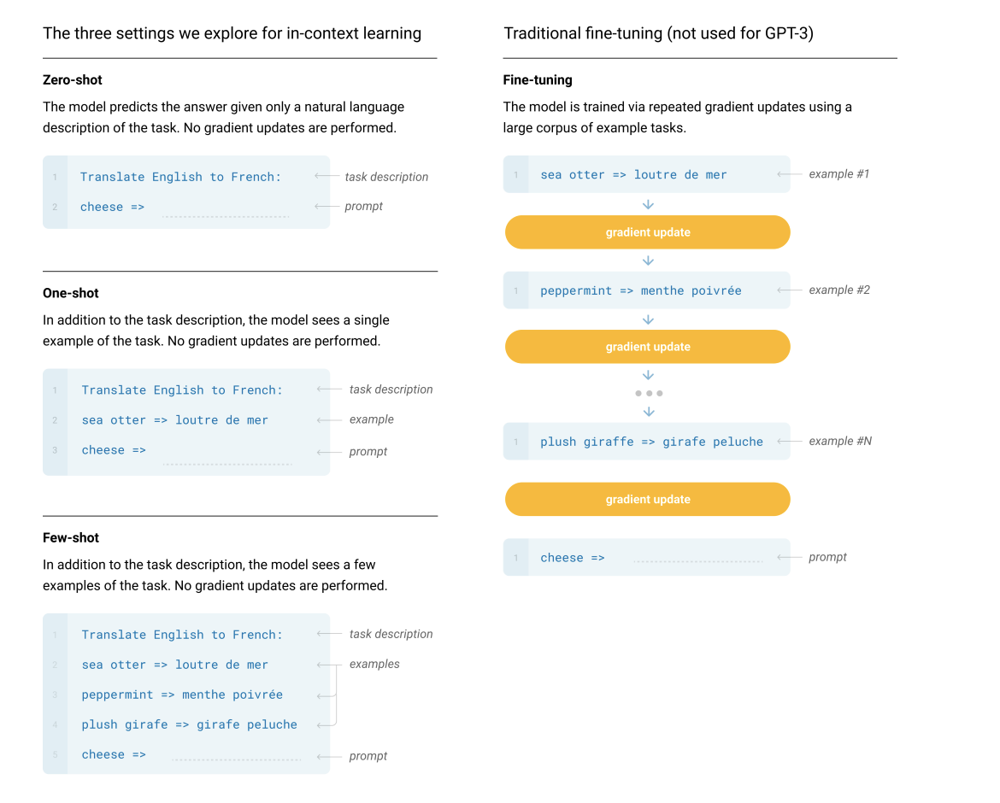 The three settings we explore for in-context learning
Zero-shot
The model predicts the answer given only a natural language
description of the task. No gradient updates are performed.
1 Translate English to French: task description
2 cheese => prompt
One-shot
In addition to the task description, the model sees a single
example of the task. No gradient updates are performed.
1 Translate English to French: task description
2 sea otter => loutre de mer example
3 cheese => prompt
Few-shot
In addition to the task description, the model sees a few
examples of the task. No gradient updates are performed.
1 Translate English to French: task description
2 sea otter => loutre de mer examples
3 peppermint => menthe poivrée
4 plush girafe => girafe peluche
5 cheese => prompt
Traditional fine-tuning (not used for GPT-3)
Fine-tuning
The model is trained via repeated gradient updates using a
large corpus of example tasks.
1 sea otter => loutre de mer example #1
gradient update
1 peppermint => menthe poivrée example #2
gradient update
1 plush giraffe => girafe peluche example #N
gradient update
1 cheese => prompt